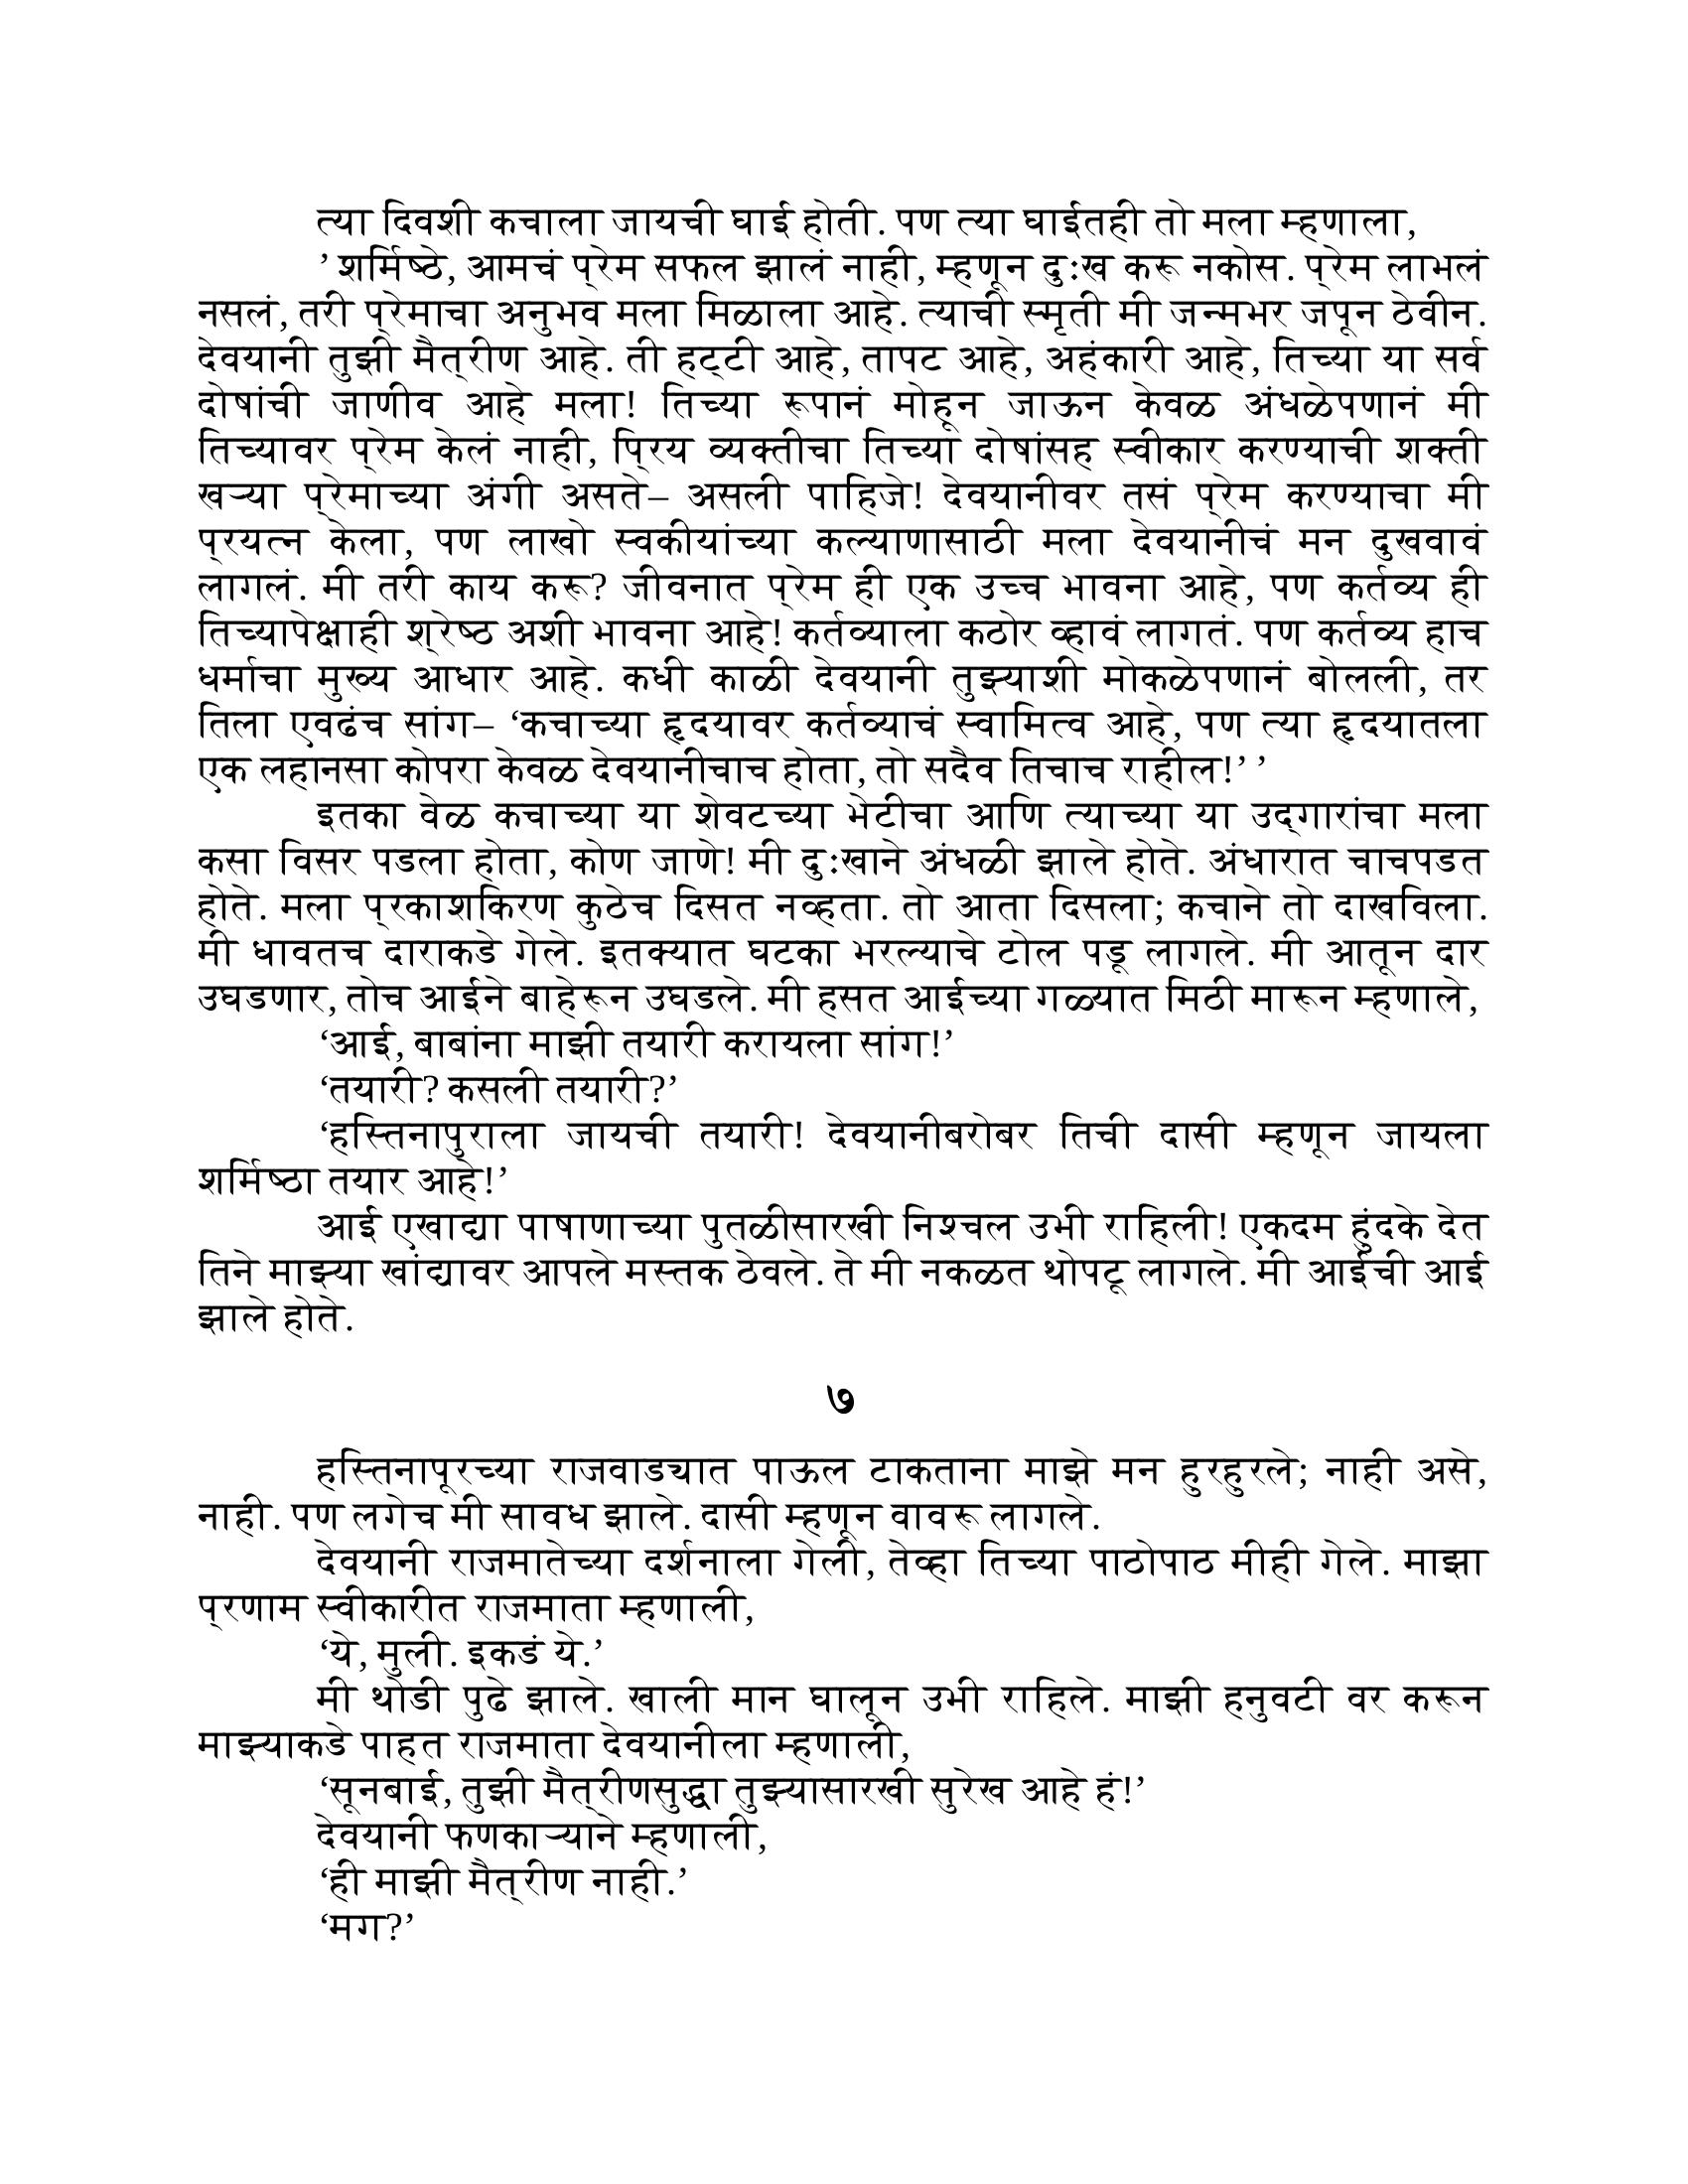 त्या दिवशी कचाला जायची घाई होती. पण त्या घाईतही तो मला म्हणाला,
’ शर्मिष्ठे, आमचं प्रेम सफल झालं नाही, म्हणून दुःख करू नकोस. प्रेम लाभलं
नसलं, तरी प्रेमाचा अनुभव मला मिळाला आहे. त्याची स्मृती मी जन्मभर जपून ठेवीन.
देवयानी तुझी मैत्रीण आहे. ती हट्टी आहे, तापट आहे, अहंकारी आहे, तिच्या या सर्व
दोषांची जाणीव आहे मला! तिच्या रूपानं मोहून जाऊन केवळ अंधळेपणानं मी
तिच्यावर प्रेम केलं नाही, प्रिय व्यक्तीचा तिच्या दोषांसह स्वीकार करण्याची शक्ती
खऱ्या प्रेमाच्या अंगी असते– असली पाहिजे! देवयानीवर तसं प्रेम करण्याचा मी
प्रयत्न केला, पण लाखो स्वकीयांच्या कल्याणासाठी मला देवयानीचं मन दुखवावं
लागलं. मी तरी काय करू? जीवनात प्रेम ही एक उच्च भावना आहे, पण कर्तव्य ही
तिच्यापेक्षाही श्रेष्ठ अशी भावना आहे! कर्तव्याला कठोर व्हावं लागतं. पण कर्तव्य हाच
धर्माचा मुख्य आधार आहे. कधी काळी देवयानी तुझ्याशी मोकळेपणानं बोलली, तर
तिला एवढंच सांग– ‘कचाच्या हृदयावर कर्तव्याचं स्वामित्व आहे, पण त्या हृदयातला
एक लहानसा कोपरा केवळ देवयानीचाच होता, तो सदैव तिचाच राहील!’ ’
इतका वेळ कचाच्या या शेवटच्या भेटीचा आणि त्याच्या या उद्‌गारांचा मला
कसा विसर पडला होता, कोण जाणे! मी दुःखाने अंधळी झाले होते. अंधारात चाचपडत
होते. मला प्रकाशकिरण कुठेच दिसत नव्हता. तो आता दिसला; कचाने तो दाखविला.
मी धावतच दाराकडे गेले. इतक्यात घटका भरल्याचे टोल पडू लागले. मी आतून दार
उघडणार, तोच आईने बाहेरून उघडले. मी हसत आईच्या गळ्यात मिठी मारून म्हणाले,
‘आई, बाबांना माझी तयारी करायला सांग!’
‘तयारी? कसली तयारी?’
‘हस्तिनापुराला जायची तयारी! देवयानीबरोबर तिची दासी म्हणून जायला
शर्मिष्ठा तयार आहे!’
आई एखाद्या पाषाणाच्या पुतळीसारखी निश्चल उभी राहिली! एकदम हुंदके देत
तिने माझ्या खांद्यावर आपले मस्तक ठेवले. ते मी नकळत थोपटू लागले. मी आईची आई
झाले होते.
७
हस्तिनापूरच्या राजवाड्यात पाऊल टाकताना माझे मन हुरहुरले; नाही असे,
नाही. पण लगेच मी सावध झाले. दासी म्हणून वावरू लागले.
देवयानी राजमातेच्या दर्शनाला गेली, तेव्हा तिच्या पाठोपाठ मीही गेले. माझा
प्रणाम स्वीकारीत राजमाता म्हणाली,
‘ये, मुली. इकडं ये.’
मी थोडी पुढे झाले. खाली मान घालून उभी राहिले. माझी हनुवटी वर करून
माझ्याकडे पाहत राजमाता देवयानीला म्हणाली,
‘सूनबाई, तुझी मैत्रीणसुद्धा तुझ्यासारखी सुरेख आहे हं!’
देवयानी फणकाऱ्याने म्हणाली,
‘ही माझी मैत्रीण नाही.’
‘मग?’